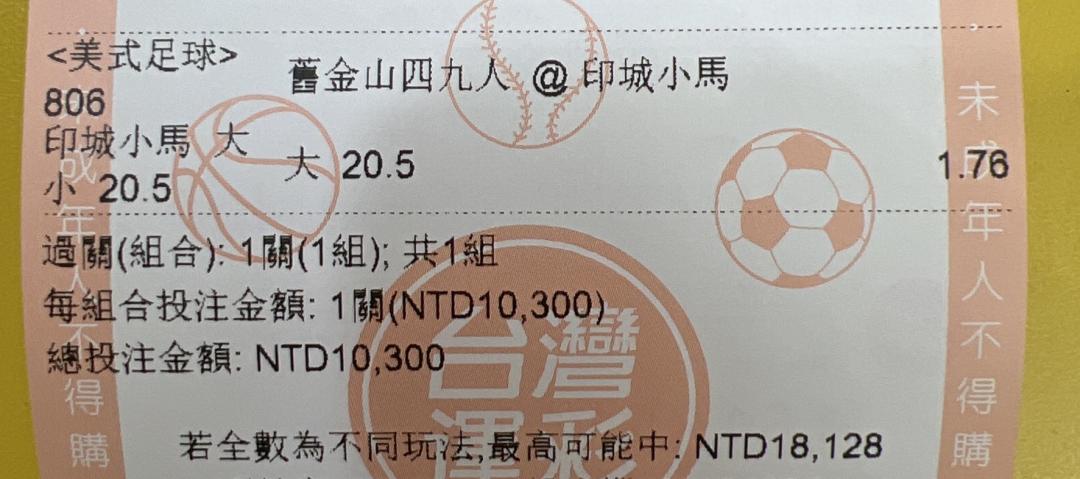 <美式足球>
舊金山四九人 @ 印城小馬
806
印城小馬 大
小 20.5
大 20.5
1.76
過關(組合): 1關(1組); 共1組
每組合投注金額: 1關(NTD10,300)
總投注金額: NTD10,300
若全數為不同玩法,最高可能中: NTD18,128
台灣
運彩
成年人不得購
未成年人不得購